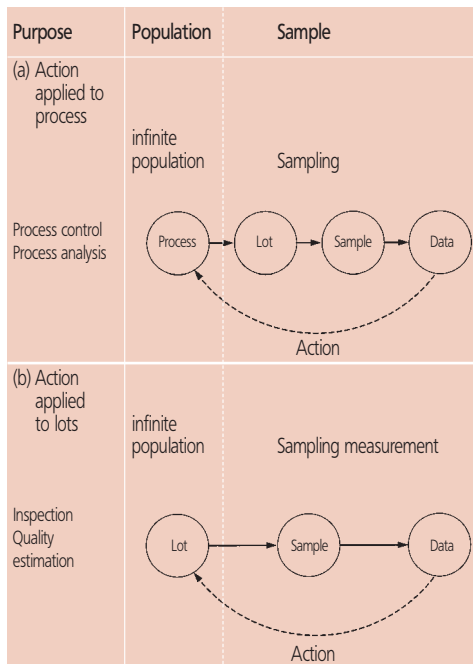 Purpose Population Sample
(a) Action
applied to
process
infinite
population Sampling
Process control
Process analysis
Process Lot Sample Data
Action
(b) Action
applied
to lots
infinite
population Sampling measurement
Inspection
Quality
estimation
Lot Sample Data
Action